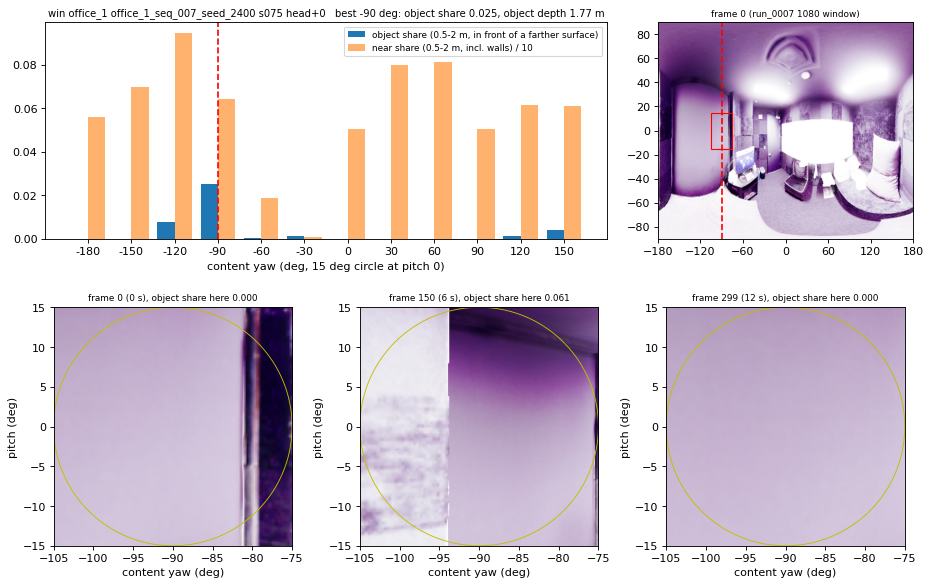 win office_1 office_1_seq_007_seed_2400 s075 head+0   best -90 deg: object share 0.025, object depth 1.77 m
object share (0.5-2 m, in front of a farther surface)
near share (0.5-2 m, incl. walls) / 10
0.08
0.06
0.04
0.02
0.00
-180 -150 -120 -90 -60 -30 0 30 60 90 120 150
content yaw (deg, 15 deg circle at pitch 0)
frame 0 (run_0007 1080 window)
80
60
40
20
0
−20
−40
−60
−80
−180 −120 −60 0 60 120 180
frame 0 (0 s), object share here 0.000
15
10
5
0
−5
−10
−15
−105 −100 −95 −90 −85 −80 −75
pitch (deg)
content yaw (deg)
frame 150 (6 s), object share here 0.061
15
10
5
0
−5
−10
−15
−105 −100 −95 −90 −85 −80 −75
pitch (deg)
content yaw (deg)
frame 299 (12 s), object share here 0.000
15
10
5
0
−5
−10
−15
−105 −100 −95 −90 −85 −80 −75
pitch (deg)
content yaw (deg)